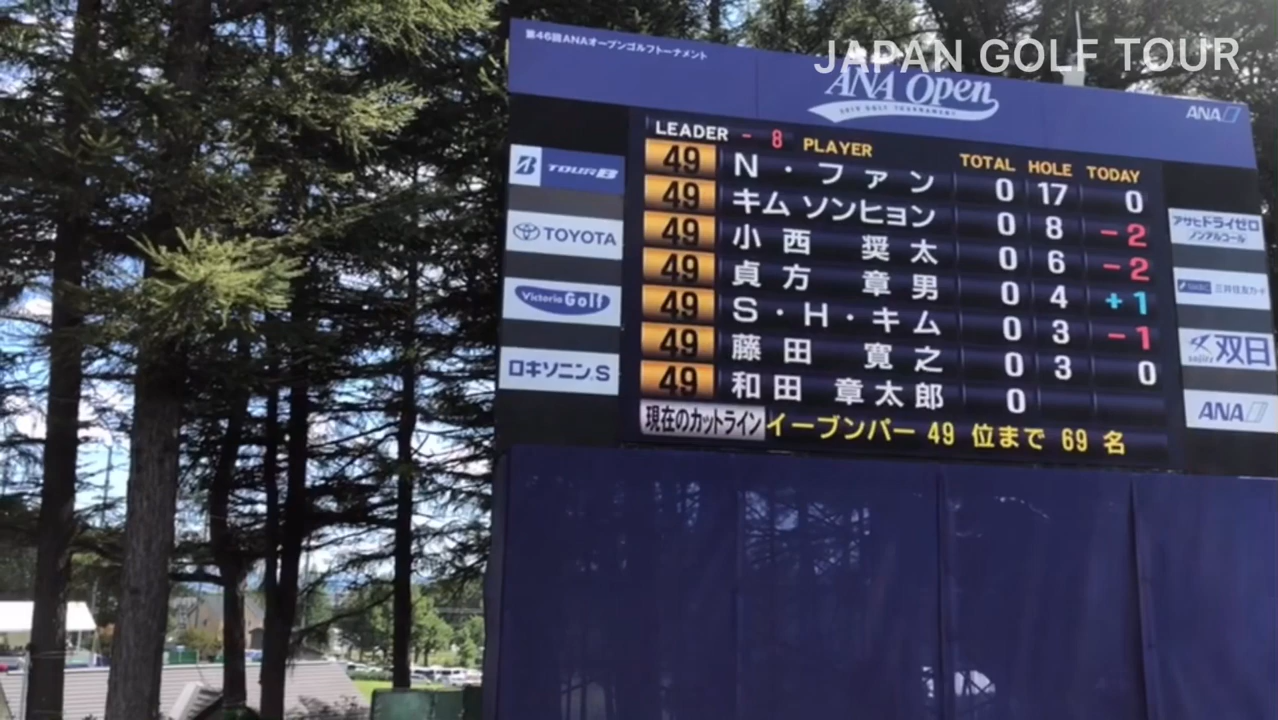 JAPAN GOLF TOUR
第46回ANAオープンゴルフトーナメント
ANA Open
2019 GOLF TOURNAMENT
ANA
LEADER - 8 PLAYER TOTAL HOLE TODAY
49 N・ファン 0 17 0
49 キム ソンヒョン 0 8 -2
49 小西 奨太 0 6 -2
49 貞方 章男 0 4 +1
49 S・H・キム 0 3 -1
49 藤田 寛之 0 3 0
49 和田 章太郎 0
現在のカットライン イーブンパー 49 位まで 69 名
B TOUR B
TOYOTA
Victoria Golf
ロキソニンS
アサヒドライゼロ
ノンアルコール
三井住友カード
sojitz 双日
ANA